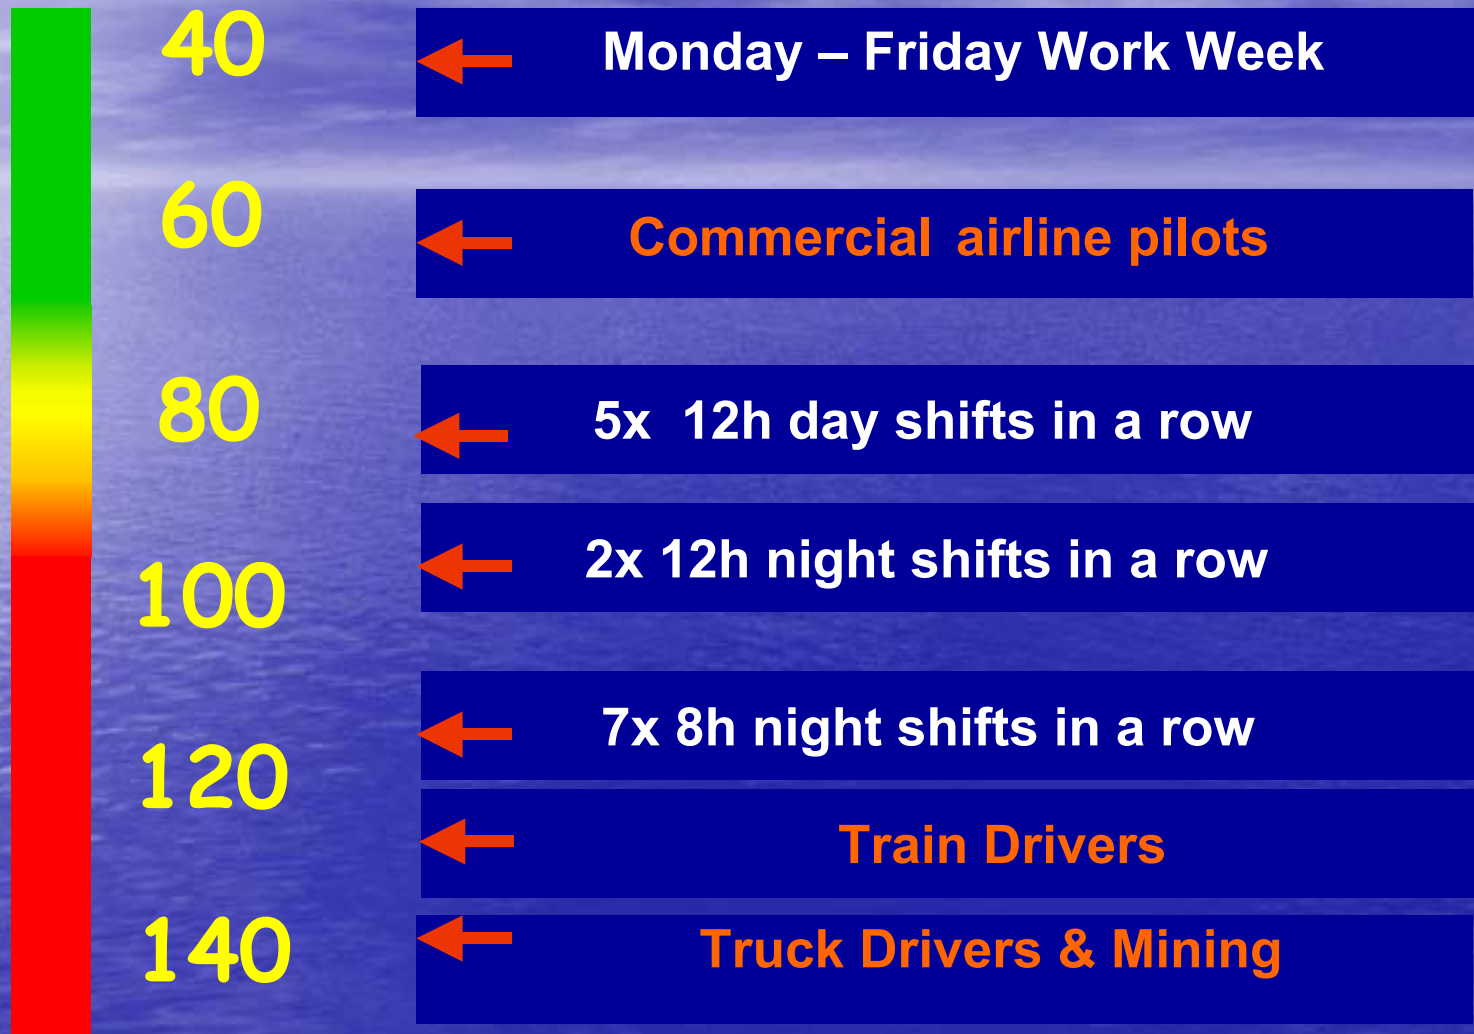 40 Monday – Friday Work Week
60 Commercial airline pilots
80 5x 12h day shifts in a row
100 2x 12h night shifts in a row
7x 8h night shifts in a row
120
Train Drivers
140 Truck Drivers & Mining